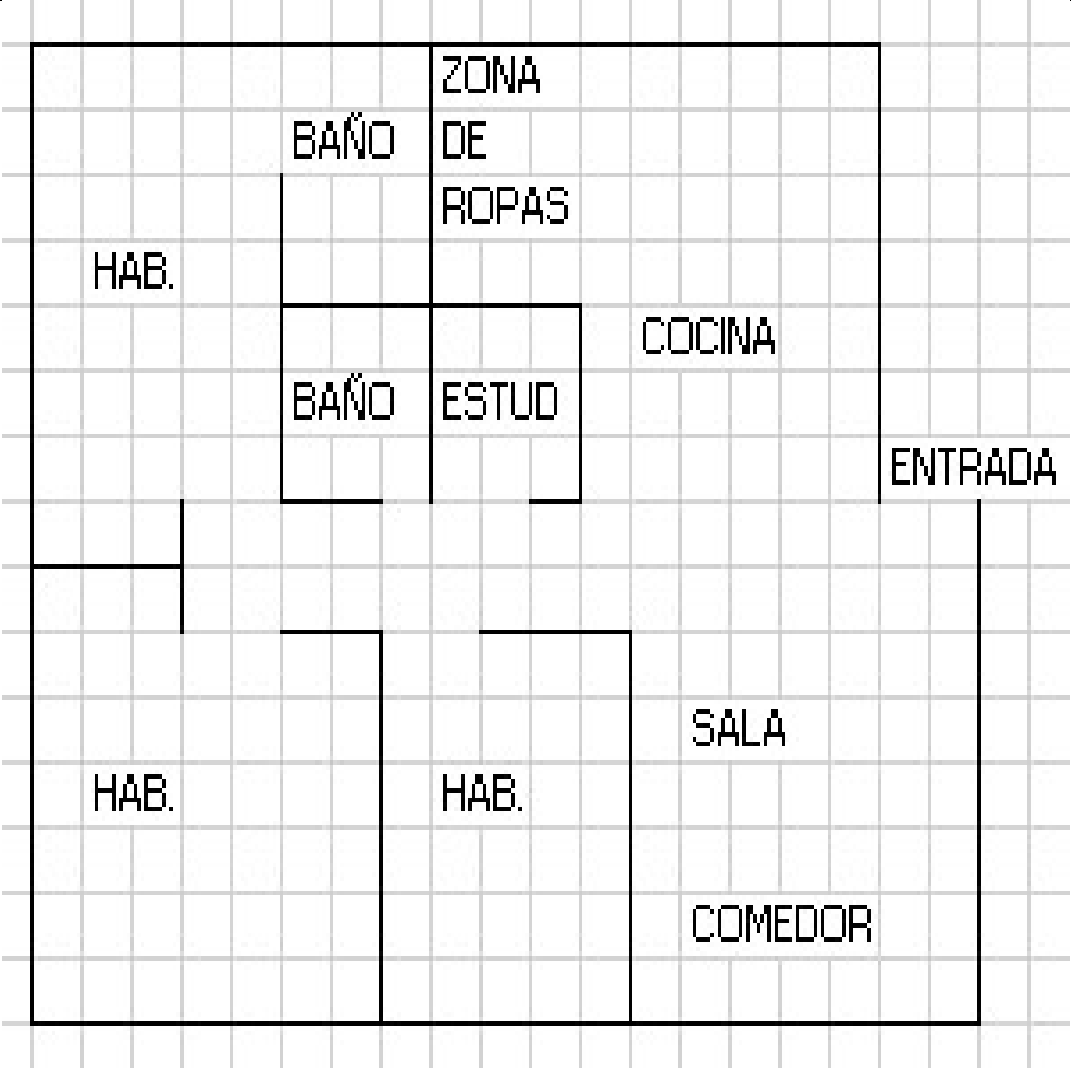 ZONA
BAÑO DE
ROPAS
HAB.
COCINA
BAÑO ESTUD
ENTRADA
SALA
HAB. HAB.
COMEDOR